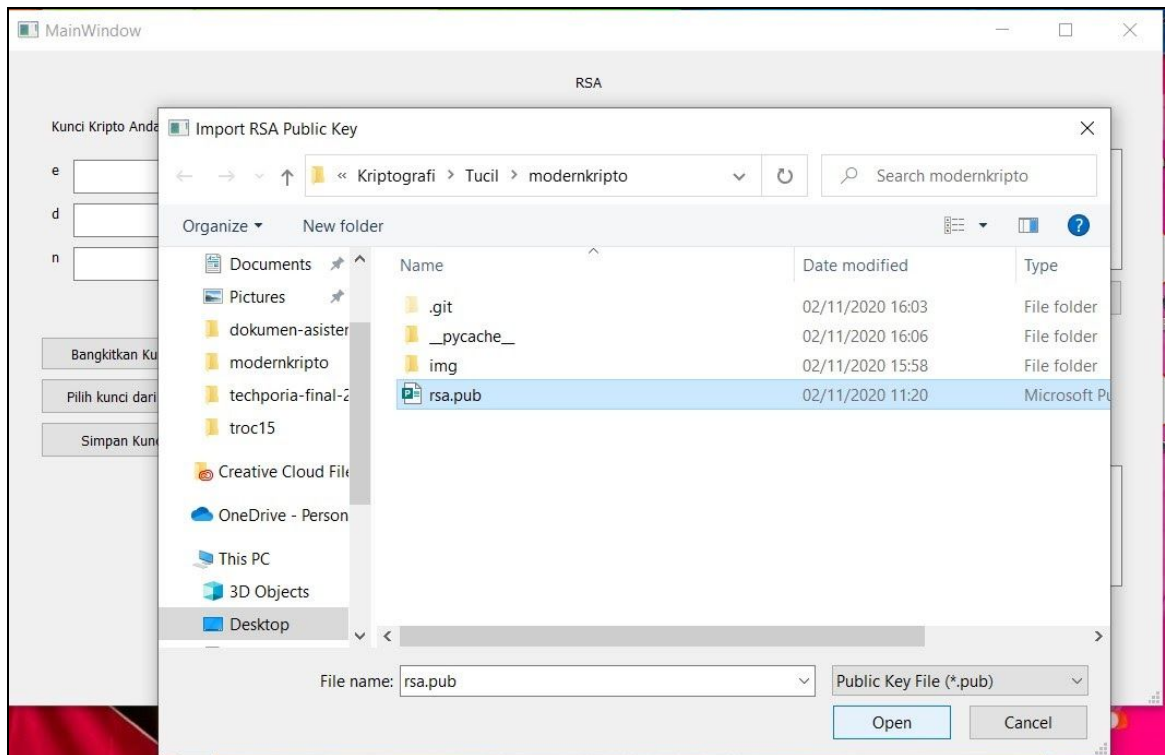 MainWindow
RSA
Kunci Kripto Anda
e
d
n
Bangkitkan Ku
Pilih kunci dari
Simpan Kun
Import RSA Public Key
« Kriptografi > Tucil > modernkripto
Search modernkripto
Organize
New folder
?
Documents
Pictures
dokumen-asister
modernkripto
techporia-final-2
troc15
Creative Cloud File
OneDrive - Person
This PC
3D Objects
Desktop
Name Date modified Type
.git 02/11/2020 16:03 File folder
__pycache__ 02/11/2020 16:06 File folder
img 02/11/2020 15:58 File folder
rsa.pub 02/11/2020 11:20 Microsoft Pu
File name: rsa.pub
Public Key File (*.pub)
Open Cancel